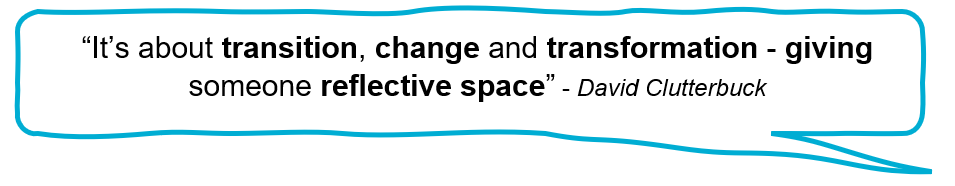 “It’s about transition, change and transformation - giving
someone reflective space” - David Clutterbuck